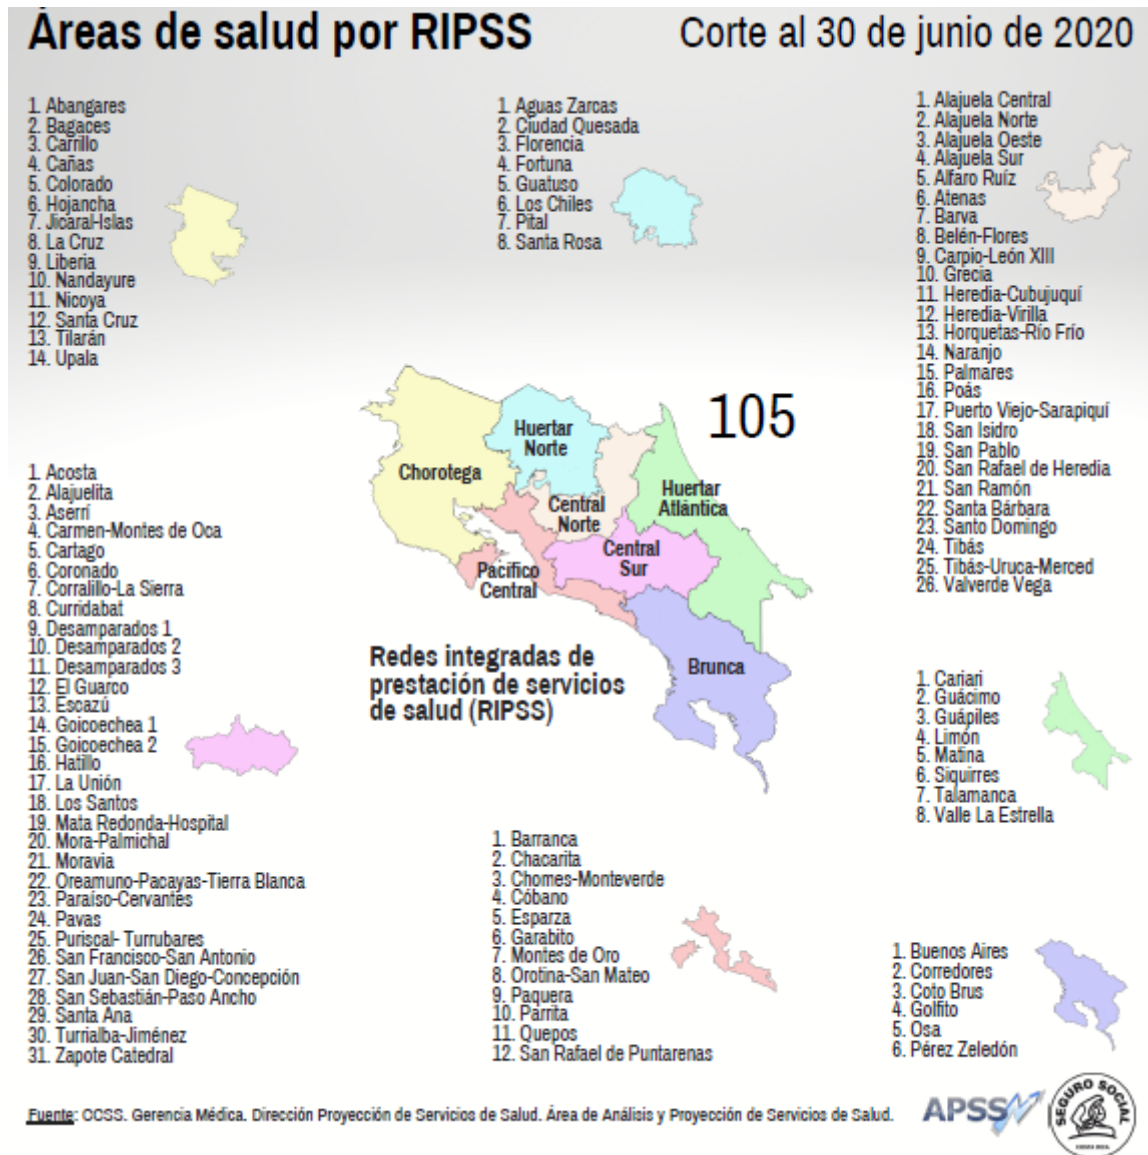 Áreas de salud por RIPSS
Corte al 30 de junio de 2020
1. Abangares
2. Bagaces
3. Carrillo
4. Cañas
5. Colorado
6. Hojancha
7. Jicaral-Islas
8. La Cruz
9. Liberia
10. Nandayure
11. Nicoya
12. Santa Cruz
13. Tilarán
14. Upala
1. Aguas Zarcas
2. Ciudad Quesada
3. Florencia
4. Fortuna
5. Guatuso
6. Los Chiles
7. Pital
8. Santa Rosa
1. Alajuela Central
2. Alajuela Norte
3. Alajuela Oeste
4. Alajuela Sur
5. Alfaro Ruíz
6. Atenas
7. Barva
8. Belén-Flores
9. Carpio-León XIII
10. Grecia
11. Heredia-Cubujuquí
12. Heredia-Virilla
13. Horquetas-Río Frío
14. Naranjo
15. Palmares
16. Poás
17. Puerto Viejo-Sarapiquí
18. San Isidro
19. San Pablo
20. San Rafael de Heredia
21. San Ramón
22. Santa Bárbara
23. Santo Domingo
24. Tibás
25. Tibás-Uruca-Merced
26. Valverde Vega
105
Huertar
Norte
Chorotega
Huertar
Atlántica
Central
Norte
Central
Sur
Pacífico
Central
Brunca
Redes integradas de
prestación de servicios
de salud (RIPSS)
1. Acosta
2. Alajuelita
3. Aserrí
4. Carmen-Montes de Oca
5. Cartago
6. Coronado
7. Corralillo-La Sierra
8. Curridabat
9. Desamparados 1
10. Desamparados 2
11. Desamparados 3
12. El Guarco
13. Escazú
14. Goicoechea 1
15. Goicoechea 2
16. Hatillo
17. La Unión
18. Los Santos
19. Mata Redonda-Hospital
20. Mora-Palmichal
21. Moravia
22. Oreamuno-Pacayas-Tierra Blanca
23. Paraíso-Cervantes
24. Pavas
25. Puriscal- Turrubares
26. San Francisco-San Antonio
27. San Juan-San Diego-Concepción
28. San Sebastián-Paso Ancho
29. Santa Ana
30. Turrialba-Jiménez
31. Zapote Catedral
1. Cariari
2. Guácimo
3. Guápiles
4. Limón
5. Matina
6. Siquirres
7. Talamanca
8. Valle La Estrella
1. Barranca
2. Chacarita
3. Chomes-Monteverde
4. Cóbano
5. Esparza
6. Garabito
7. Montes de Oro
8. Orotina-San Mateo
9. Paquera
10. Parrita
11. Quepos
12. San Rafael de Puntarenas
1. Buenos Aires
2. Corredores
3. Coto Brus
4. Golfito
5. Osa
6. Pérez Zeledón
Fuente: CCSS. Gerencia Médica. Dirección Proyección de Servicios de Salud. Área de Análisis y Proyección de Servicios de Salud.
APSS
SEGURO SOCIAL
COSTA RICA